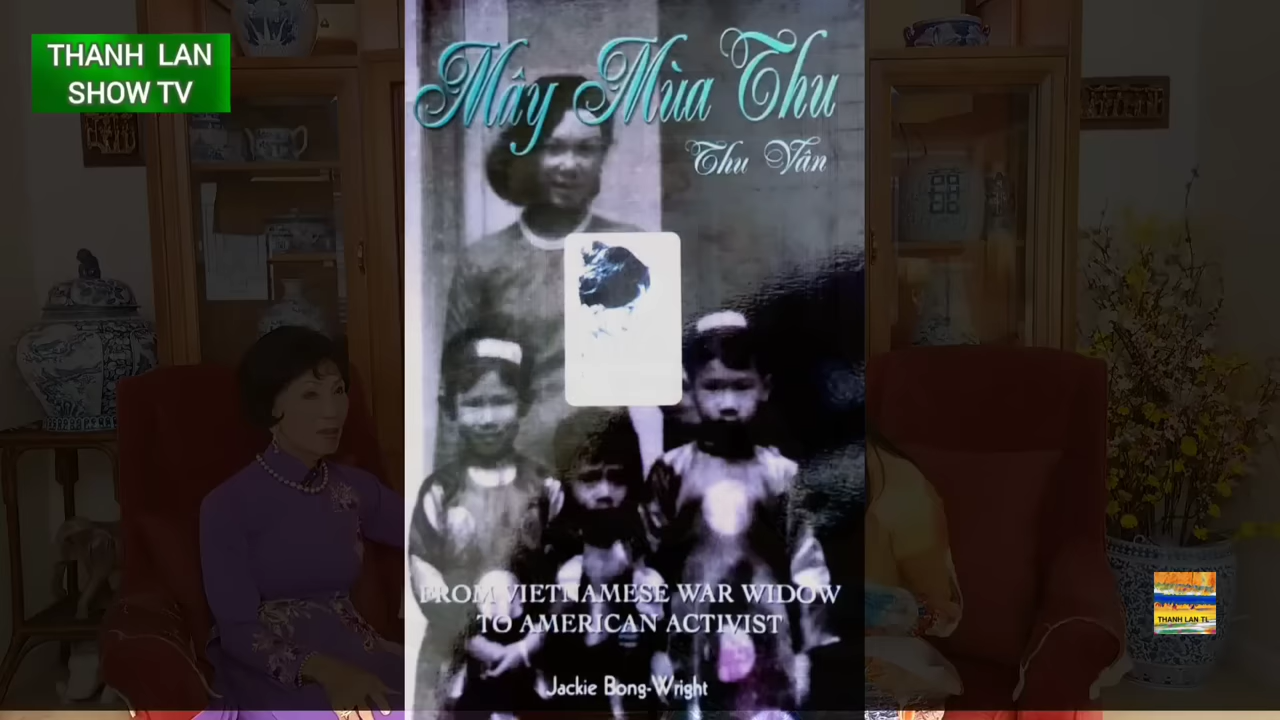 THANH LAN
SHOW TV
Mây Mùa Thu
Thu Vân
FROM VIETNAMESE WAR WIDOW
TO AMERICAN ACTIVIST
Jackie Bong-Wright
THANH LAN TL